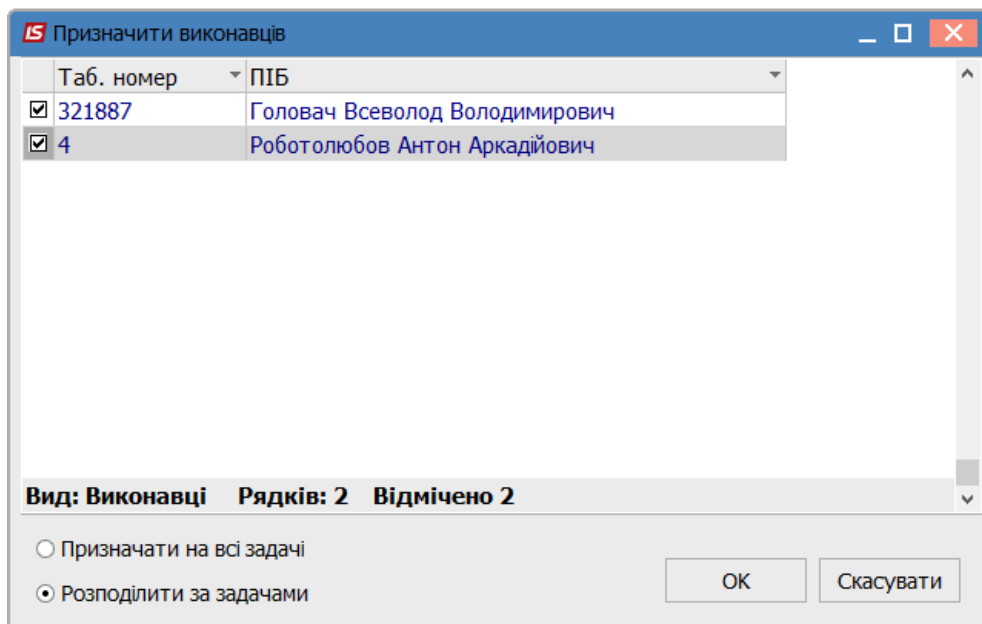 IS Призначити виконавців
Таб. номер ПІБ
321887 Головач Всеволод Володимирович
4 Роботолюбов Антон Аркадійович
Вид: Виконавці Рядків: 2 Відмічено 2
Призначати на всі задачі
Розподілити за задачами
OK Скасувати